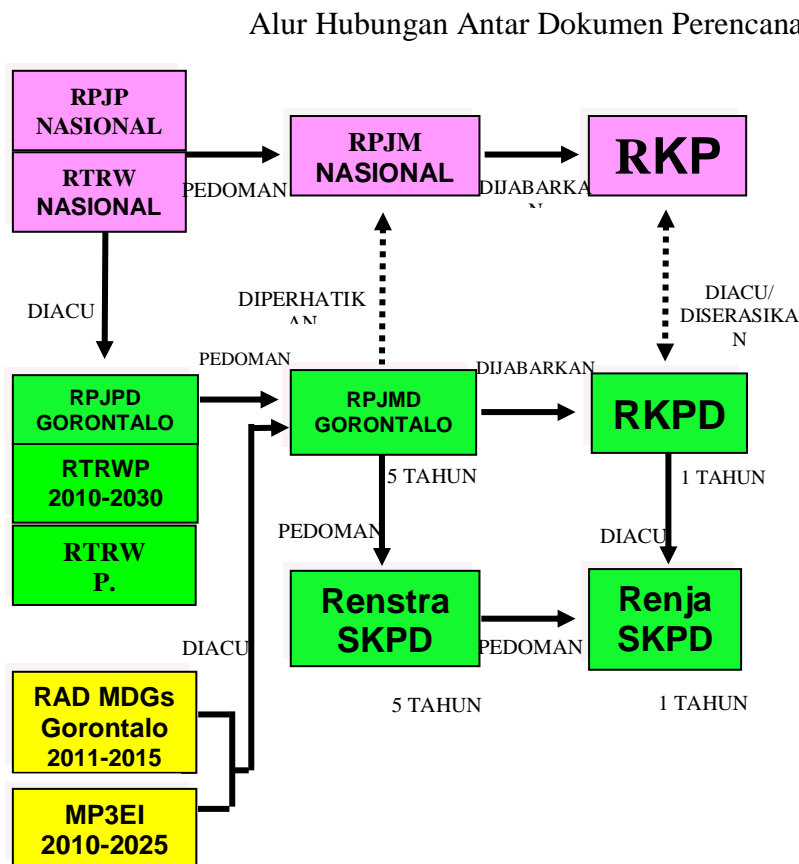 Alur Hubungan Antar Dokumen Perencana
RPJP
NASIONAL
RTRW
NASIONAL
PEDOMAN
RPJM
NASIONAL
DIJABARKA
N
RKP
DIACU
DIPERHATIK
AN
DIACU/
DISERASIKA
N
RPJPD
GORONTALO
PEDOMAN
RPJMD
GORONTALO
DIJABARKAN
RKPD
RTRWP
2010-2030
5 TAHUN
1 TAHUN
RTRW
P.
PEDOMAN
DIACU
Renstra
SKPD
PEDOMAN
Renja
SKPD
DIACU
5 TAHUN
1 TAHUN
RAD MDGs
Gorontalo
2011-2015
MP3EI
2010-2025